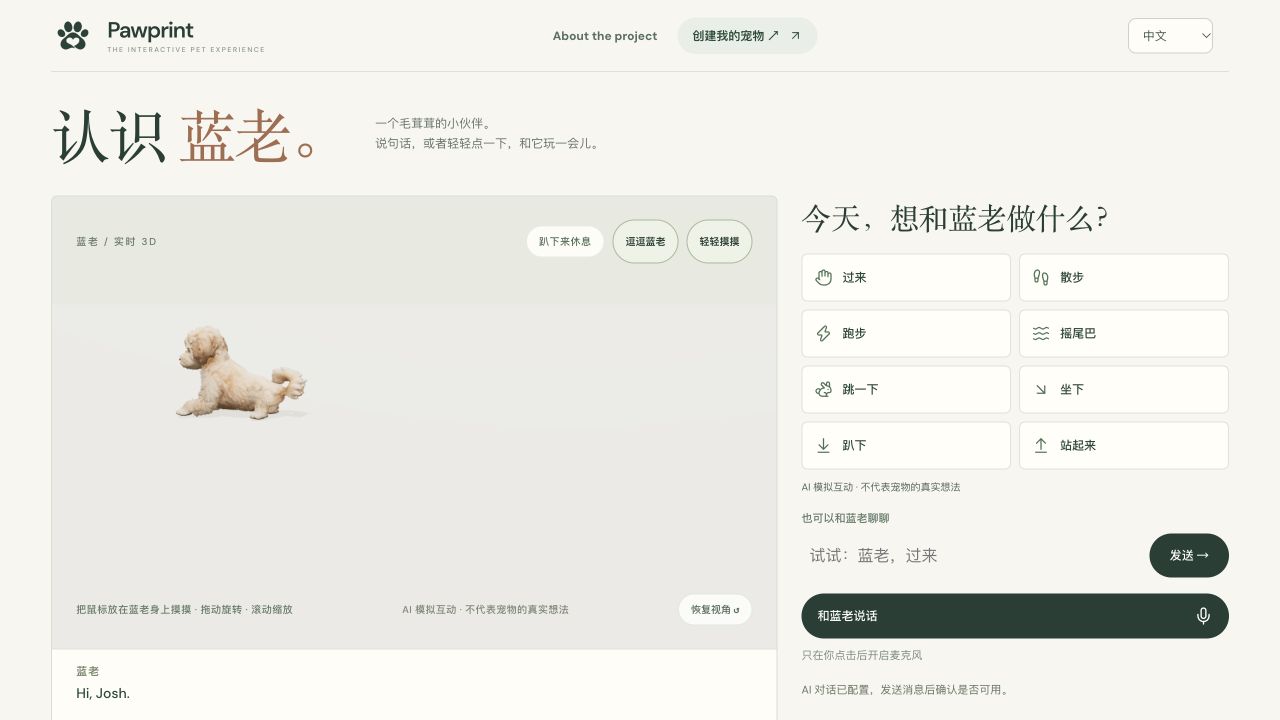 Pawprint
THE INTERACTIVE PET EXPERIENCE
About the project
创建我的宠物 ↗ ↗
中文
认识 蓝老。
一个毛茸茸的小伙伴。
说句话，或者轻轻点一下，和它玩一会儿。
蓝老 / 实时 3D
趴下来休息
逗逗蓝老
轻轻摸摸
把鼠标放在蓝老身上摸摸 · 拖动旋转 · 滚动缩放
AI 模拟互动 · 不代表宠物的真实想法
恢复视角 ↺
蓝老
Hi, Josh.
今天，想和蓝老做什么？
过来
散步
跑步
摇尾巴
跳一下
坐下
趴下
站起来
AI 模拟互动 · 不代表宠物的真实想法
也可以和蓝老聊聊
试试：蓝老，过来
发送 →
和蓝老说话
只在你点击后开启麦克风
AI 对话已配置，发送消息后确认是否可用。